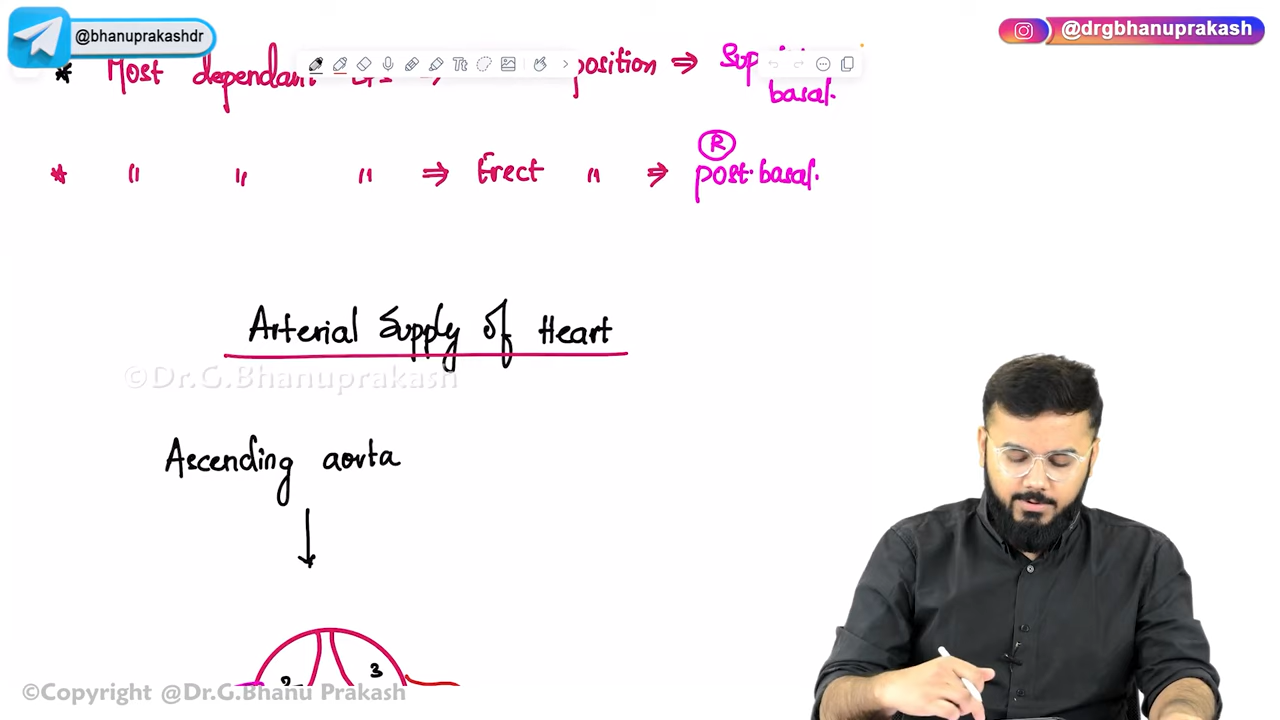 @bhanuprakashdr
@drgbhanuprakash
* Most dependant position ⇒
basal.
* " " " ⇒ Erect " ⇒ (R) post. basal.
Arterial Supply of Heart
©Dr.G.Bhanuprakash
Ascending aorta
↓
2 3
©Copyright @Dr.G.Bhanu Prakash